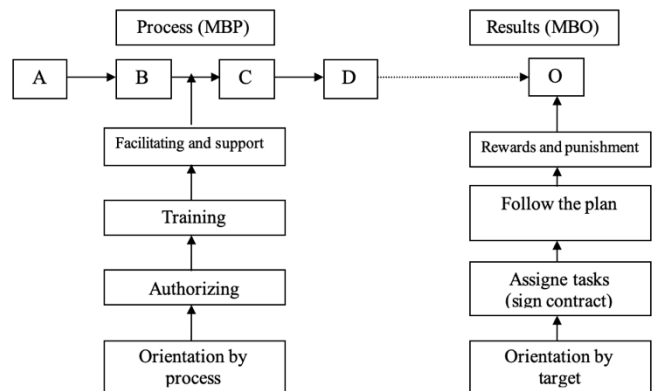 Process (MBP)
Results (MBO)
A
B
C
D
O
Facilitating and support
Rewards and punishment
Training
Follow the plan
Authorizing
Assigne tasks
(sign contract)
Orientation by
process
Orientation by
target